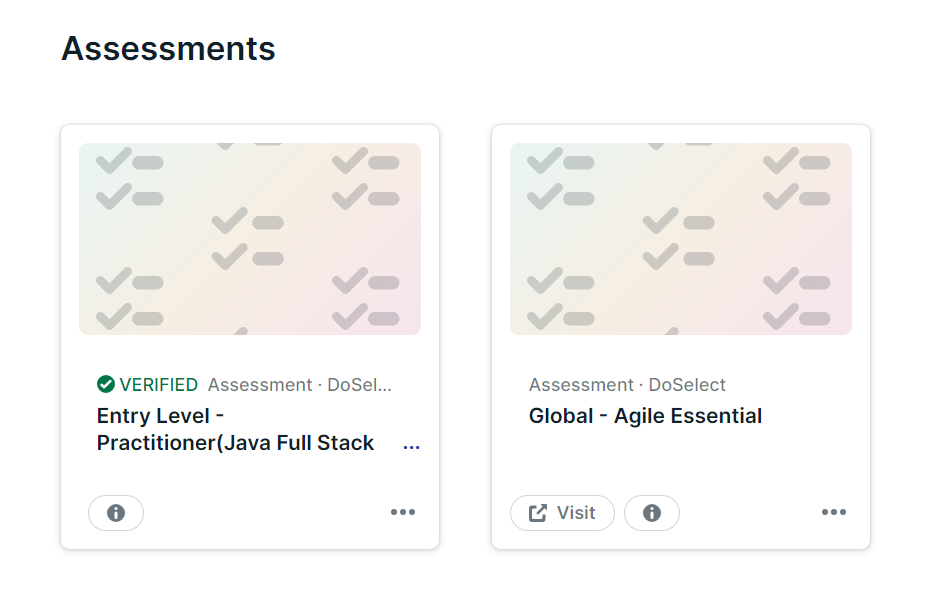 Assessments
VERIFIED Assessment · DoSel...
Entry Level -
Practitioner(Java Full Stack ...
Assessment · DoSelect
Global - Agile Essential
Visit